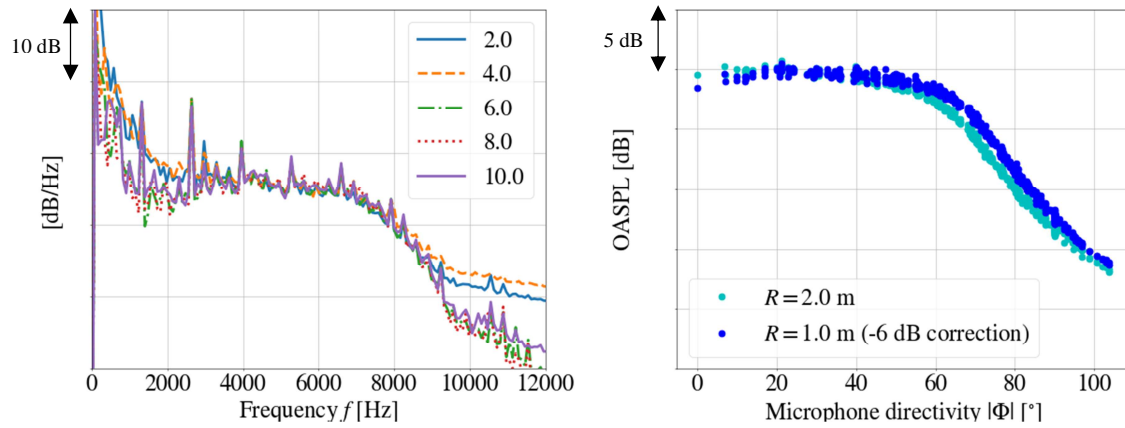 10 dB
[dB/Hz]
2.0
4.0
6.0
8.0
10.0
0 2000 4000 6000 8000 10000 12000
Frequency f [Hz]
5 dB
OASPL [dB]
R = 2.0 m
R = 1.0 m (-6 dB correction)
0 20 40 60 80 100
Microphone directivity |Φ| [°]